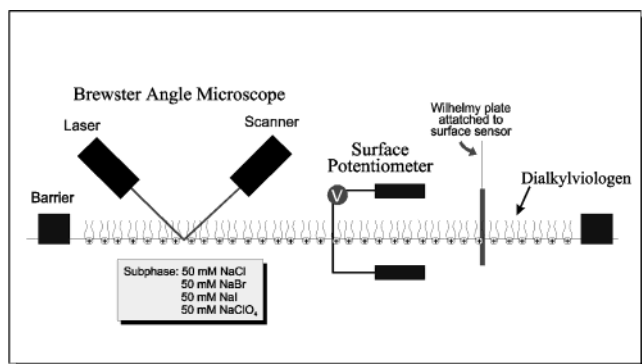 Brewster Angle Microscope
Laser
Scanner
Wilhelmy plate
attatched to
surface sensor
Surface
Potentiometer
Barrier
V
Dialkylviologen
Subphase: 50 mM NaCl
50 mM NaBr
50 mM NaI
50 mM NaClO₄